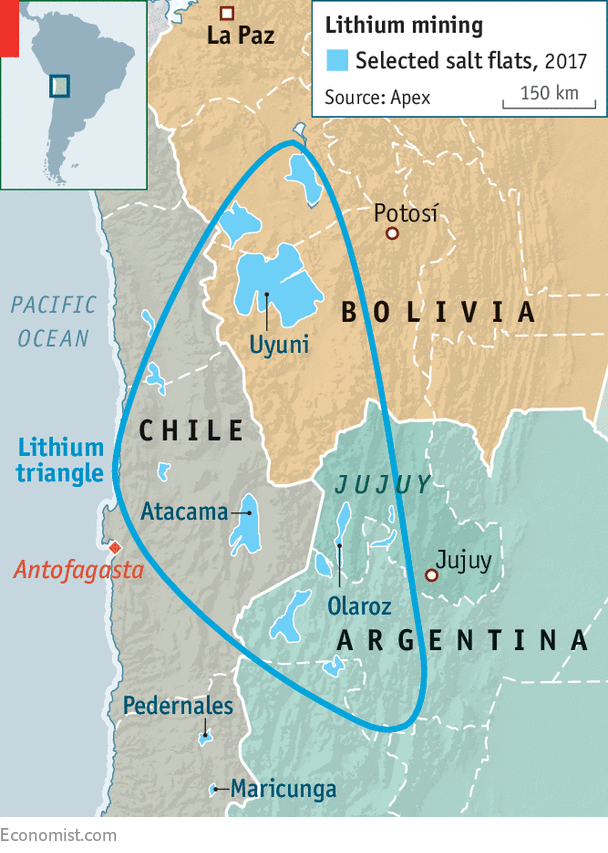 La Paz
Lithium mining
Selected salt flats, 2017
Source: Apex
150 km
Potosí
PACIFIC
OCEAN
BOLIVIA
Uyuni
CHILE
Lithium
triangle
JUJUY
Atacama
Antofagasta
Jujuy
Olaroz
ARGENTINA
Pedernales
Maricunga
Economist.com